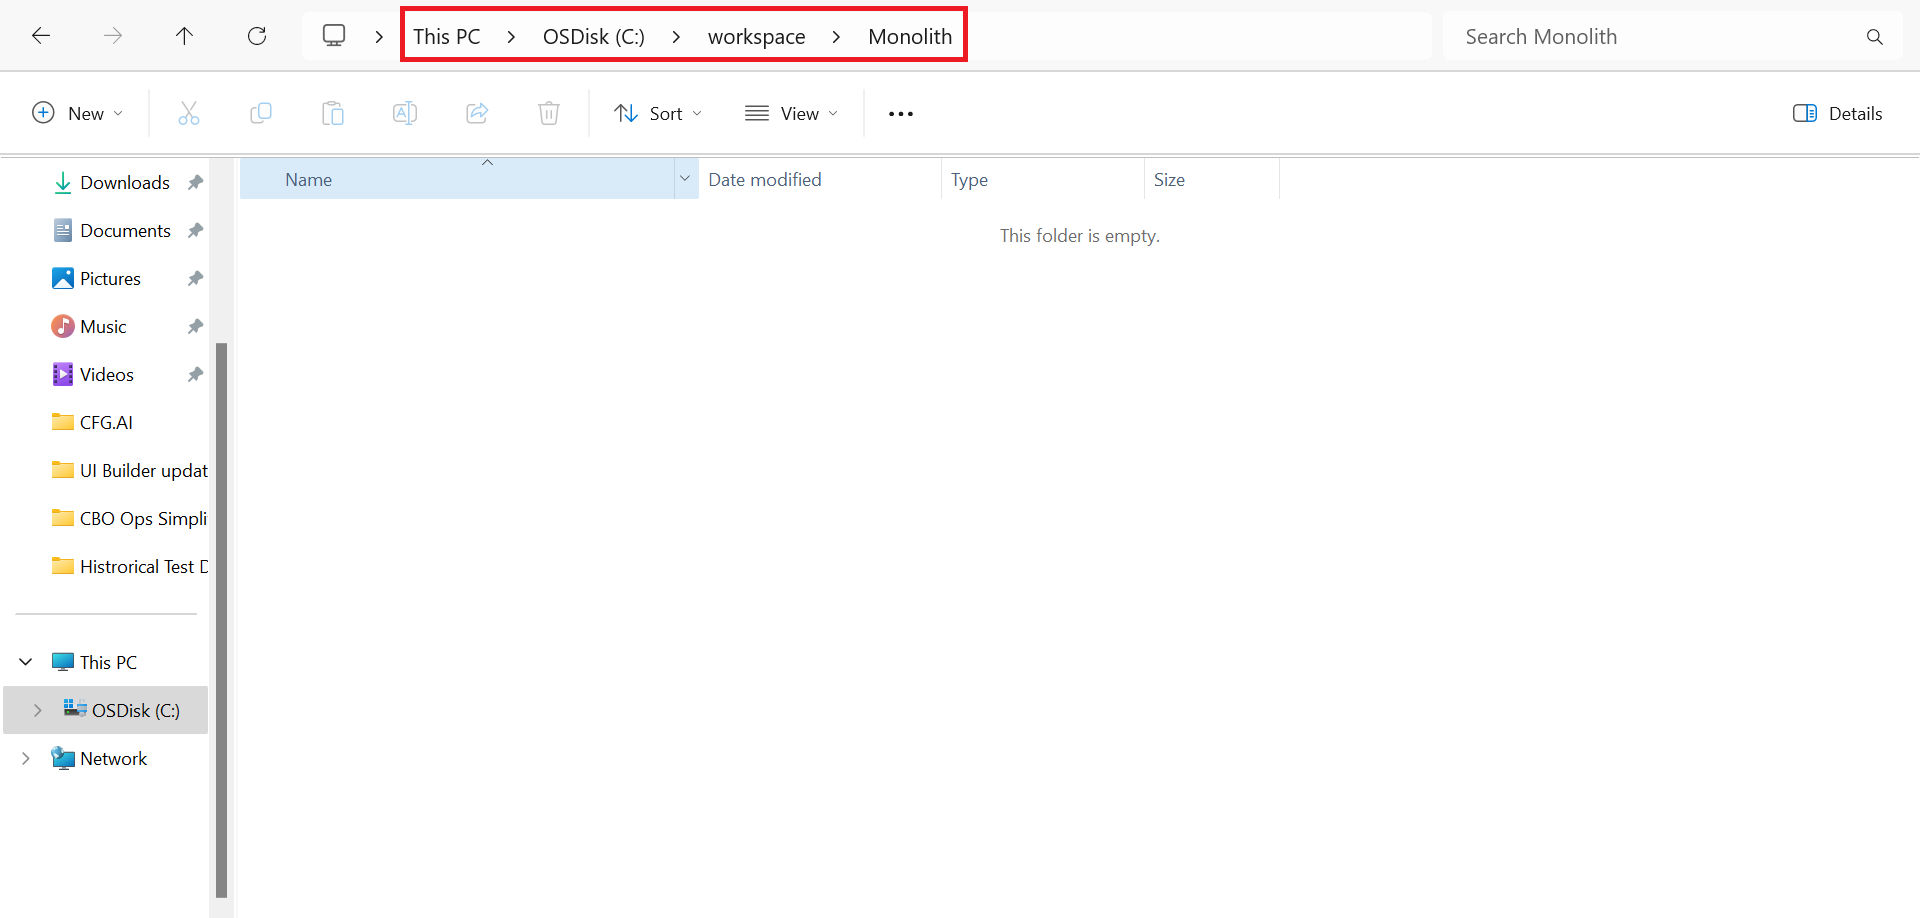 This PC > OSDisk (C:) > workspace > Monolith
Search Monolith
New
Sort
View
Details
Name
Date modified
Type
Size
This folder is empty.
Downloads
Documents
Pictures
Music
Videos
CFG.AI
UI Builder updat
CBO Ops Simpli
Histrorical Test D
This PC
OSDisk (C:)
Network